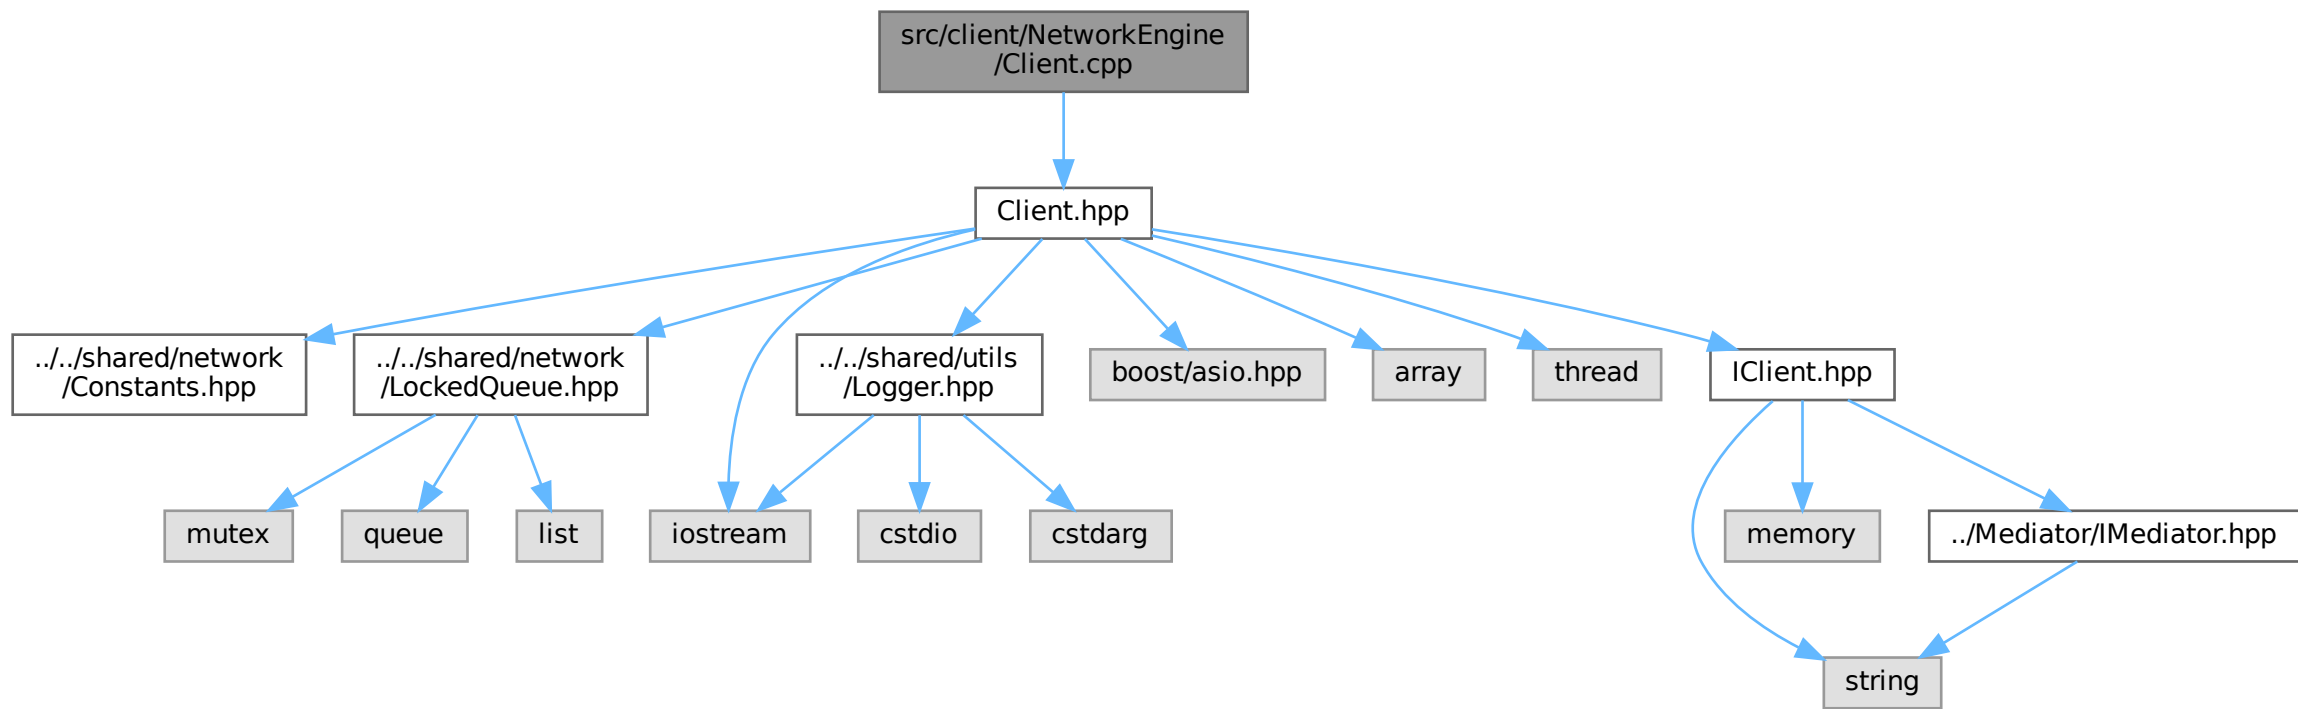 src/client/NetworkEngine
/Client.cpp
Client.hpp
../../shared/network
/Constants.hpp
../../shared/network
/LockedQueue.hpp
../../shared/utils
/Logger.hpp
boost/asio.hpp
array
thread
IClient.hpp
mutex
queue
list
iostream
cstdio
cstdarg
memory
../Mediator/IMediator.hpp
string